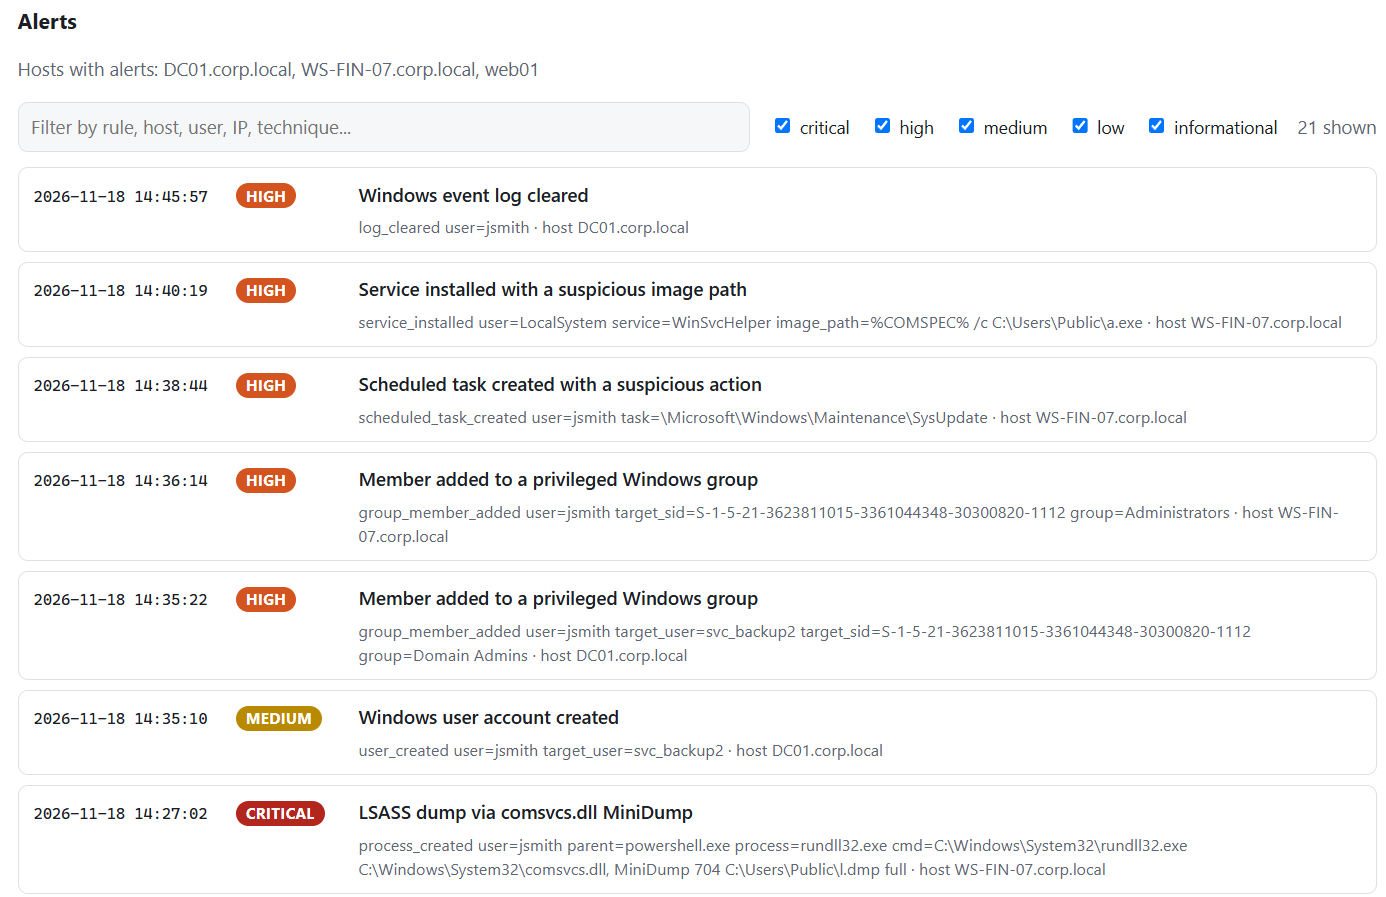 Alerts
Hosts with alerts: DC01.corp.local, WS-FIN-07.corp.local, web01
Filter by rule, host, user, IP, technique...
critical high medium low informational 21 shown
2026-11-18 14:45:57 HIGH Windows event log cleared
log_cleared user=jsmith · host DC01.corp.local
2026-11-18 14:40:19 HIGH Service installed with a suspicious image path
service_installed user=LocalSystem service=WinSvcHelper image_path=%COMSPEC% /c C:\Users\Public\a.exe · host WS-FIN-07.corp.local
2026-11-18 14:38:44 HIGH Scheduled task created with a suspicious action
scheduled_task_created user=jsmith task=\Microsoft\Windows\Maintenance\SysUpdate · host WS-FIN-07.corp.local
2026-11-18 14:36:14 HIGH Member added to a privileged Windows group
group_member_added user=jsmith target_sid=S-1-5-21-3623811015-3361044348-30300820-1112 group=Administrators · host WS-FIN-
07.corp.local
2026-11-18 14:35:22 HIGH Member added to a privileged Windows group
group_member_added user=jsmith target_user=svc_backup2 target_sid=S-1-5-21-3623811015-3361044348-30300820-1112
group=Domain Admins · host DC01.corp.local
2026-11-18 14:35:10 MEDIUM Windows user account created
user_created user=jsmith target_user=svc_backup2 · host DC01.corp.local
2026-11-18 14:27:02 CRITICAL LSASS dump via comsvcs.dll MiniDump
process_created user=jsmith parent=powershell.exe process=rundll32.exe cmd=C:\Windows\System32\rundll32.exe
C:\Windows\System32\comsvcs.dll, MiniDump 704 C:\Users\Public\l.dmp full · host WS-FIN-07.corp.local